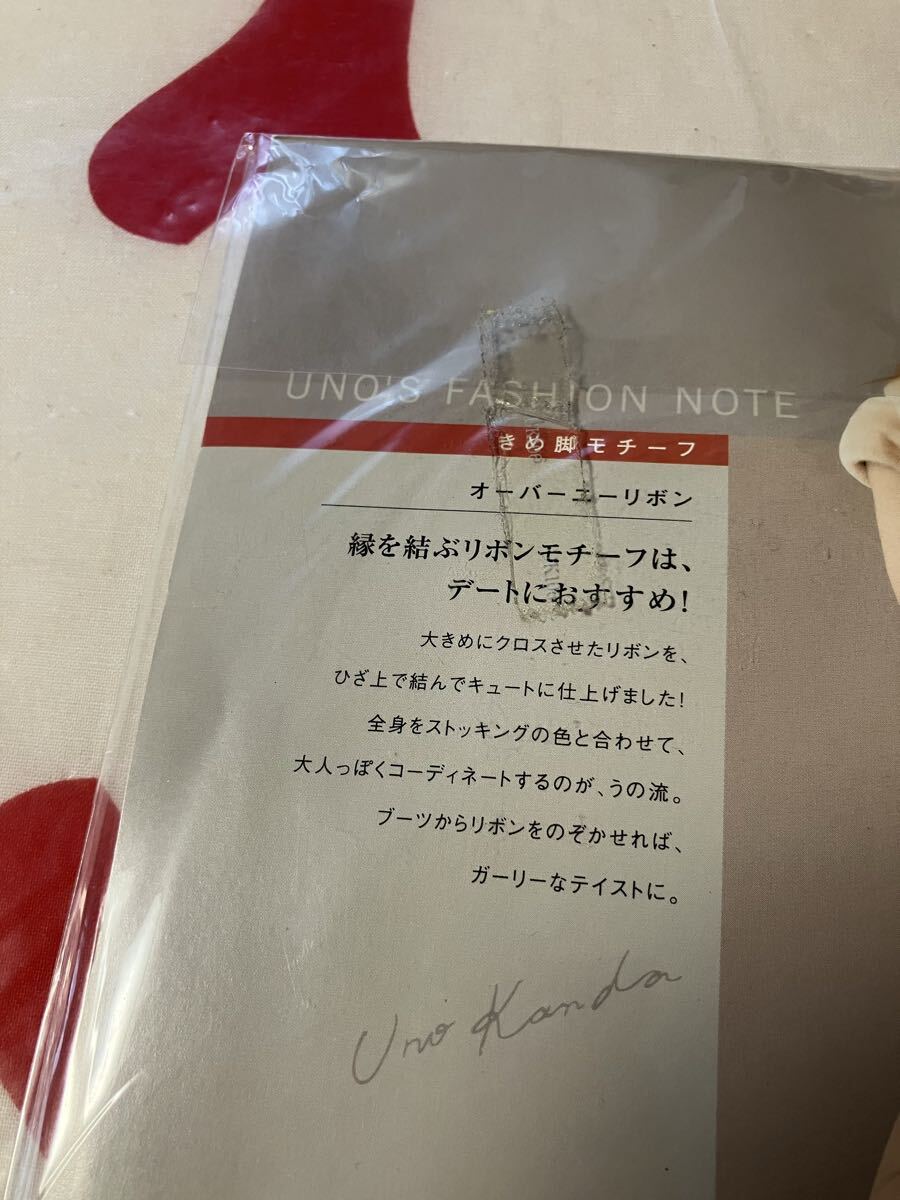 UNO'S FASHION NOTE
きめ脚モチーフ
オーバーニーリボン
縁を結ぶリボンモチーフは、
デートにおすすめ!
大きめにクロスさせたリボンを、
ひざ上で結んでキュートに仕上げました!
全身をストッキングの色と合わせて、
大人っぽくコーディネートするのが、うの流。
ブーツからリボンをのぞかせれば、
ガーリーなテイストに。
Uno Kanda